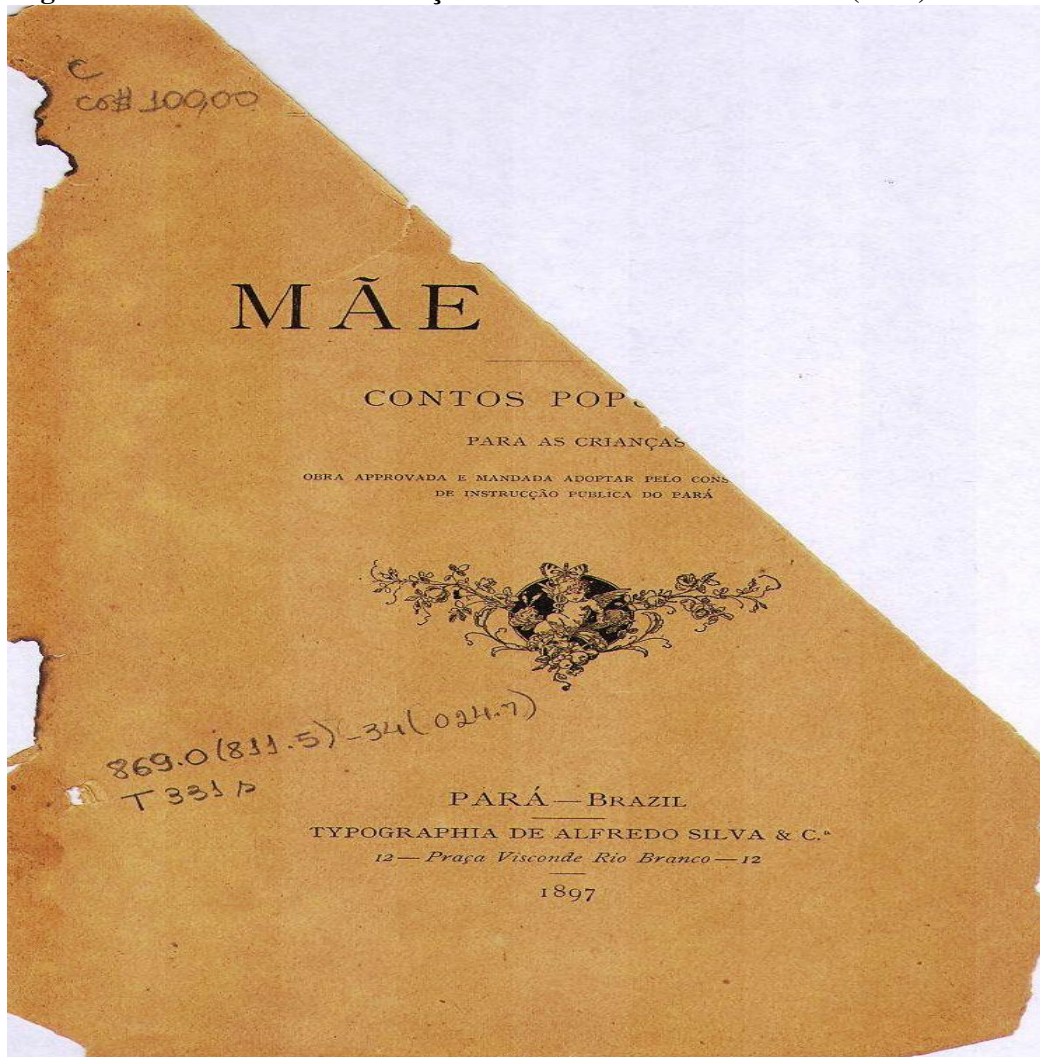 C
CO# 100,00
MÃE
CONTOS POP
PARA AS CRIANÇAS
OBRA APPROVADA E MANDADA ADOPTAR PELO CONS
DE INSTRUCÇÃO PUBLICA DO PARÁ
869.0(811.5)-34(024.7)
T331
PARÁ—BRAZIL
TYPOGRAPHIA DE ALFREDO SILVA & C.ª
12—Praça Visconde Rio Branco—12
1897